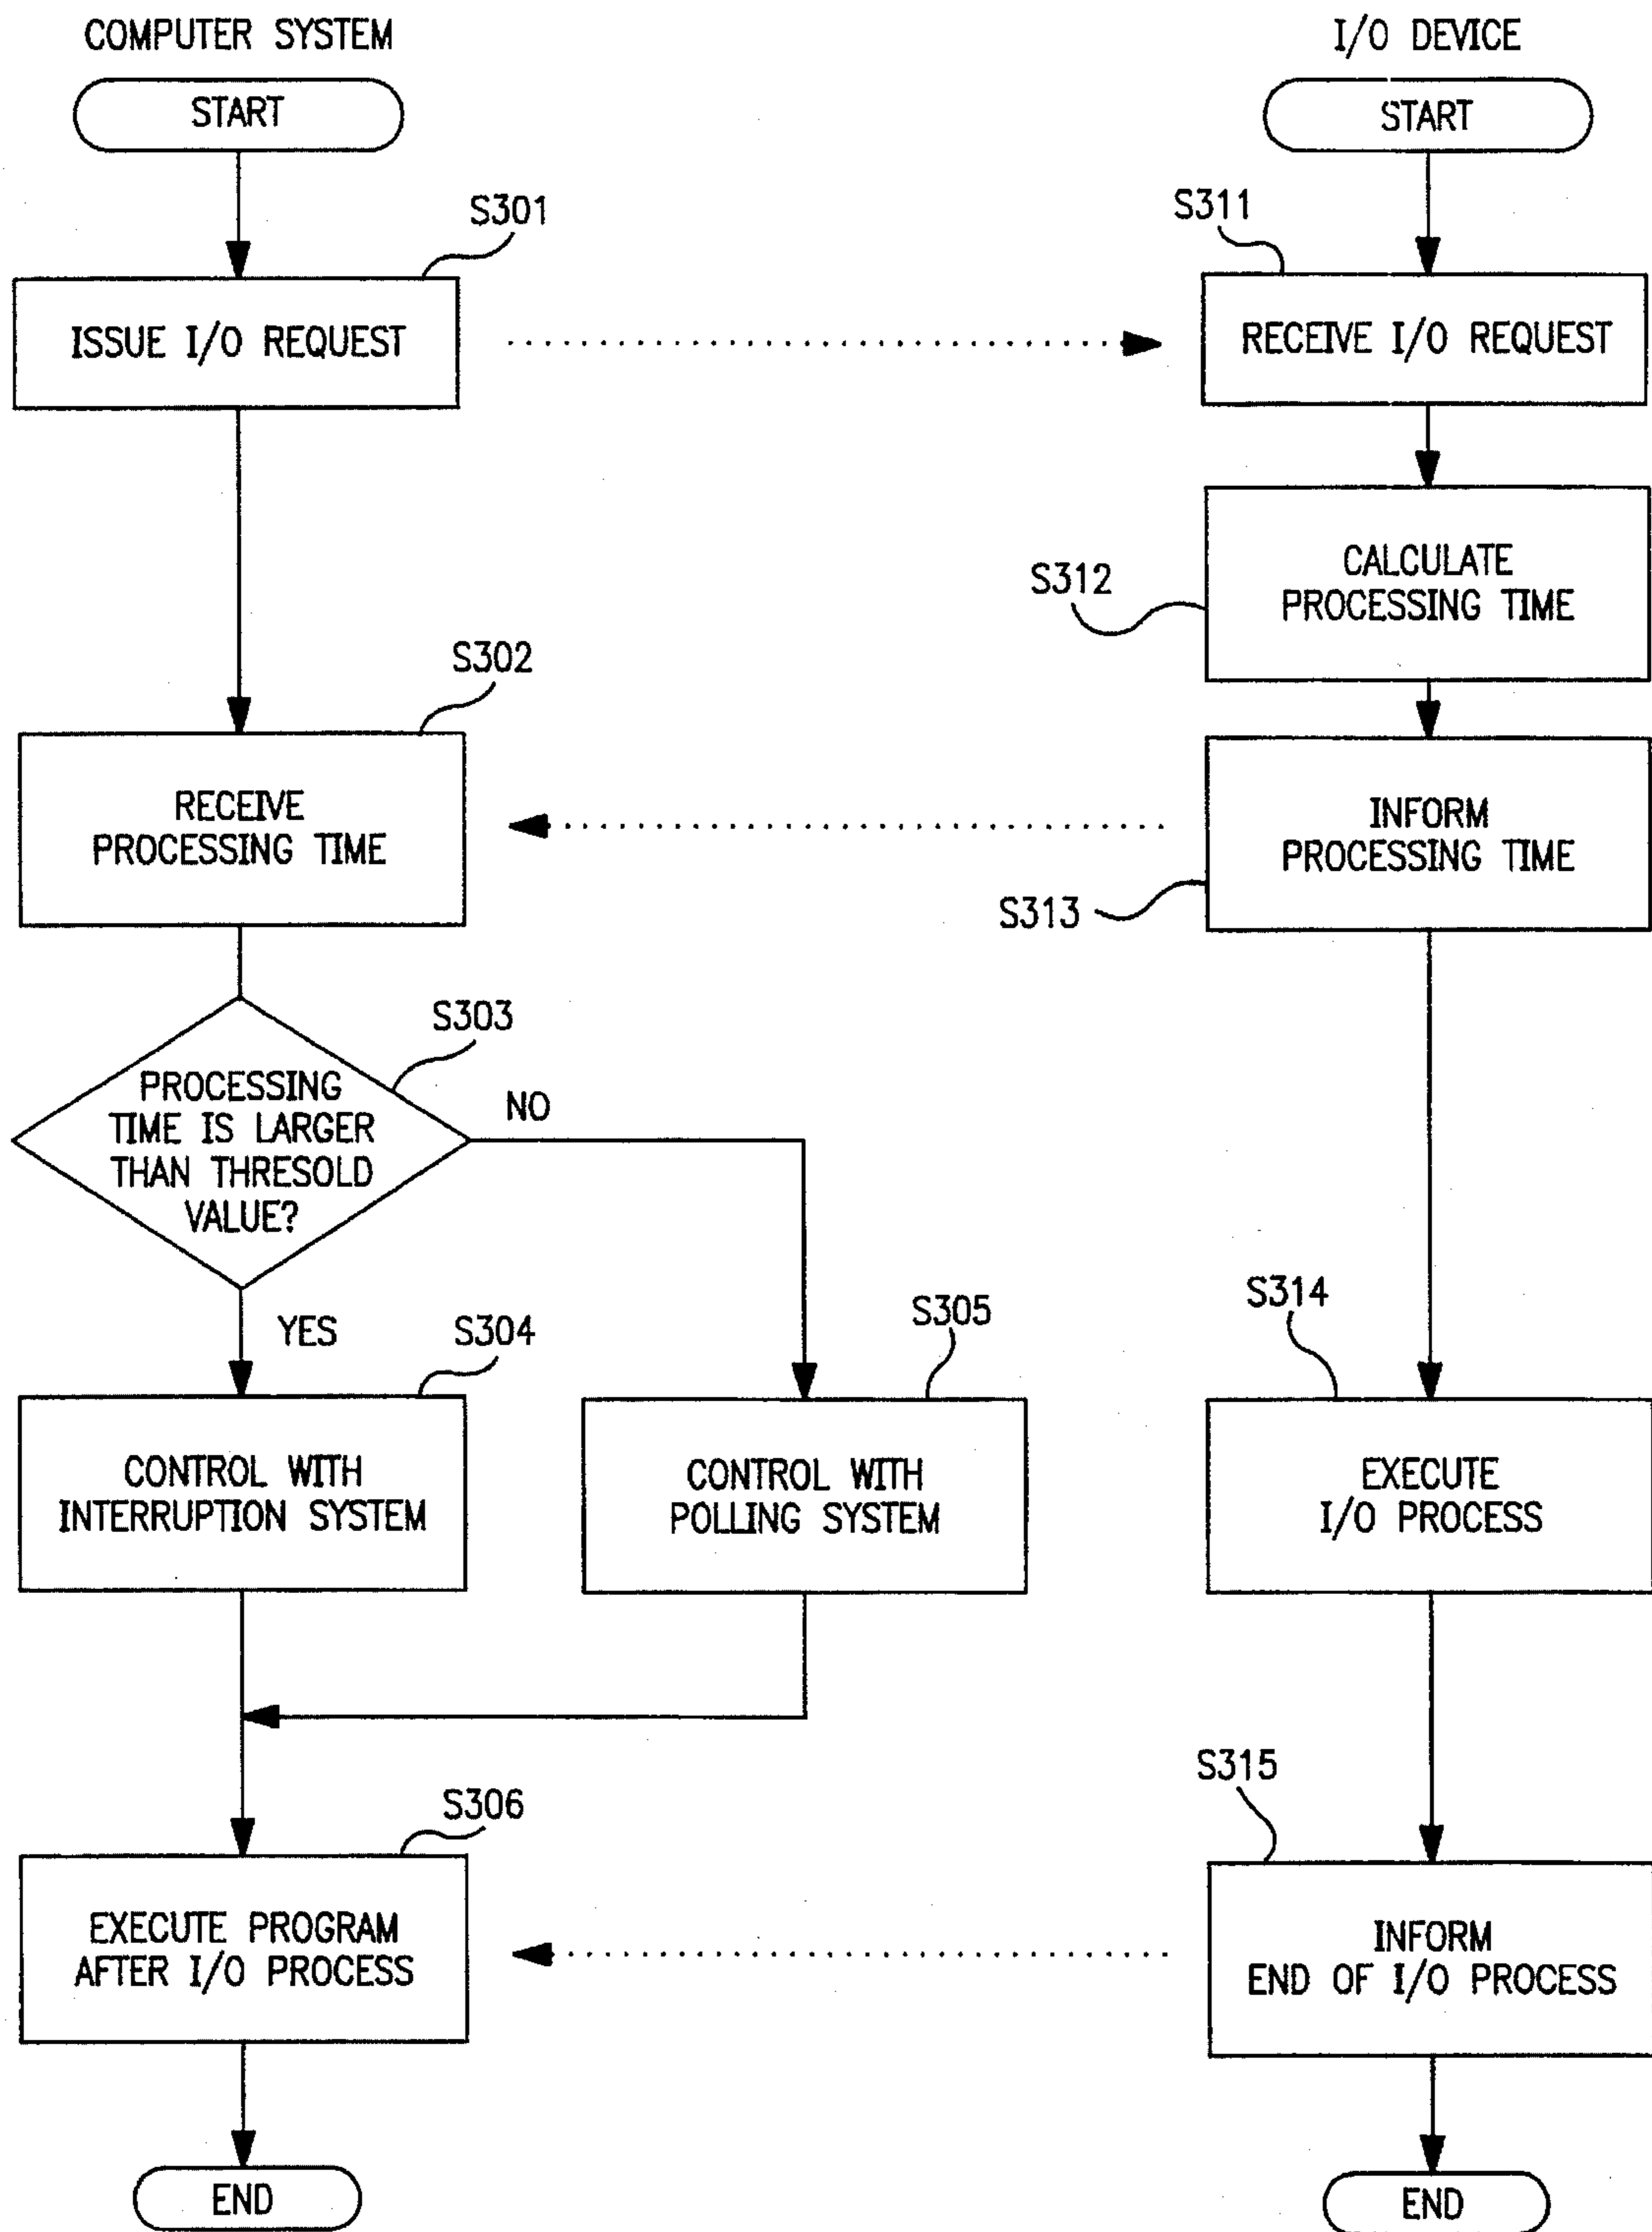 COMPUTER SYSTEM
I/O DEVICE
START
START
S301
S311
ISSUE I/O REQUEST
RECEIVE I/O REQUEST
S312
CALCULATE
PROCESSING TIME
S302
RECEIVE
PROCESSING TIME
INFORM
PROCESSING TIME
S313
S303
PROCESSING
TIME IS LARGER
THAN THRESOLD
VALUE?
NO
YES
S304
S305
S314
CONTROL WITH
INTERRUPTION SYSTEM
CONTROL WITH
POLLING SYSTEM
EXECUTE
I/O PROCESS
S306
S315
EXECUTE PROGRAM
AFTER I/O PROCESS
INFORM
END OF I/O PROCESS
END
END